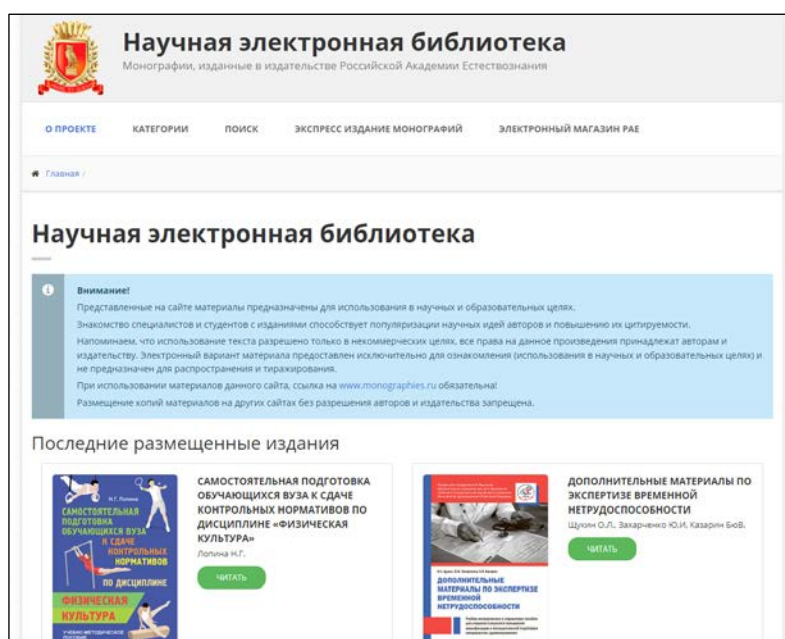 Научная электронная библиотека
Монографии, изданные в издательстве Российской Академии Естествознания
О ПРОЕКТЕ КАТЕГОРИИ ПОИСК ЭКСПРЕСС ИЗДАНИЕ МОНОГРАФИЙ ЭЛЕКТРОННЫЙ МАГАЗИН РАЕ
Главная /
Научная электронная библиотека
Внимание!
Представленные на сайте материалы предназначены для использования в научных и образовательных целях.
Знакомство специалистов и студентов с изданиями способствует популяризации научных идей авторов и повышению их цитируемости.
Напоминаем, что использование текста разрешено только в некоммерческих целях, все права на данное произведения принадлежат авторам и
издательству. Электронный вариант материала предоставлен исключительно для ознакомления (использования в научных и образовательных целях) и
не предназначен для распространения и тиражирования.
При использовании материалов данного сайта, ссылка на www.monographies.ru обязательна!
Размещение копий материалов на других сайтах без разрешения авторов и издательства запрещена.
Последние размещенные издания
Н.Г. Лопина
САМОСТОЯТЕЛЬНАЯ
ПОДГОТОВКА
ОБУЧАЮЩИХСЯ ВУЗА
К СДАЧЕ
КОНТРОЛЬНЫХ
НОРМАТИВОВ
ПО ДИСЦИПЛИНЕ
ФИЗИЧЕСКАЯ
КУЛЬТУРА
УЧЕБНО-МЕТОДИЧЕСКОЕ
ПОСОБИЕ
САМОСТОЯТЕЛЬНАЯ ПОДГОТОВКА
ОБУЧАЮЩИХСЯ ВУЗА К СДАЧЕ
КОНТРОЛЬНЫХ НОРМАТИВОВ ПО
ДИСЦИПЛИНЕ «ФИЗИЧЕСКАЯ
КУЛЬТУРА»
Лопина Н.Г.
ЧИТАТЬ
ДОПОЛНИТЕЛЬНЫЕ
МАТЕРИАЛЫ ПО ЭКСПЕРТИЗЕ
ВРЕМЕННОЙ
НЕТРУДОСПОСОБНОСТИ
ДОПОЛНИТЕЛЬНЫЕ МАТЕРИАЛЫ ПО
ЭКСПЕРТИЗЕ ВРЕМЕННОЙ
НЕТРУДОСПОСОБНОСТИ
Щукин О.Л., Захарченко Ю.И, Казарин БюВ.
ЧИТАТЬ